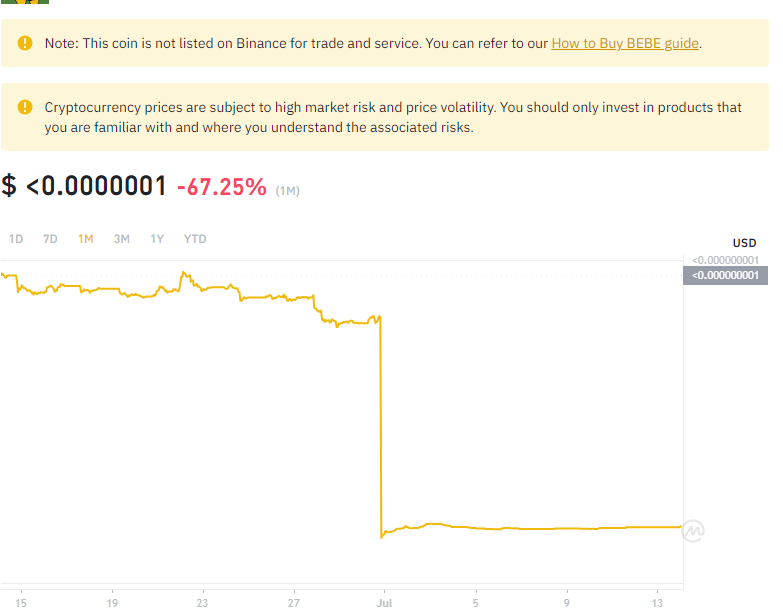 Note: This coin is not listed on Binance for trade and service. You can refer to our How to Buy BEBE guide.
Cryptocurrency prices are subject to high market risk and price volatility. You should only invest in products that
you are familiar with and where you understand the associated risks.
$ <0.0000001 -67.25% (1M)
1D 7D 1M 3M 1Y YTD
USD
<0.000000001
<0.000000001
15 19 23 27 Jul 5 9 13